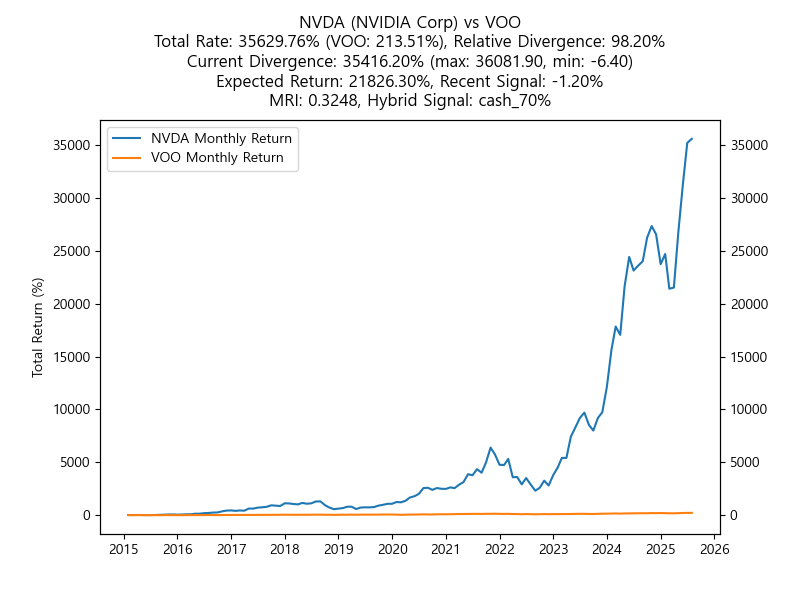 NVDA (NVIDIA Corp) vs VOO
Total Rate: 35629.76% (VOO: 213.51%), Relative Divergence: 98.20%
Current Divergence: 35416.20% (max: 36081.90, min: -6.40)
Expected Return: 21826.30%, Recent Signal: -1.20%
MRI: 0.3248, Hybrid Signal: cash_70%
NVDA Monthly Return
VOO Monthly Return
Total Return (%)
35000
30000
25000
20000
15000
10000
5000
0
35000
30000
25000
20000
15000
10000
5000
0
2015 2016 2017 2018 2019 2020 2021 2022 2023 2024 2025 2026